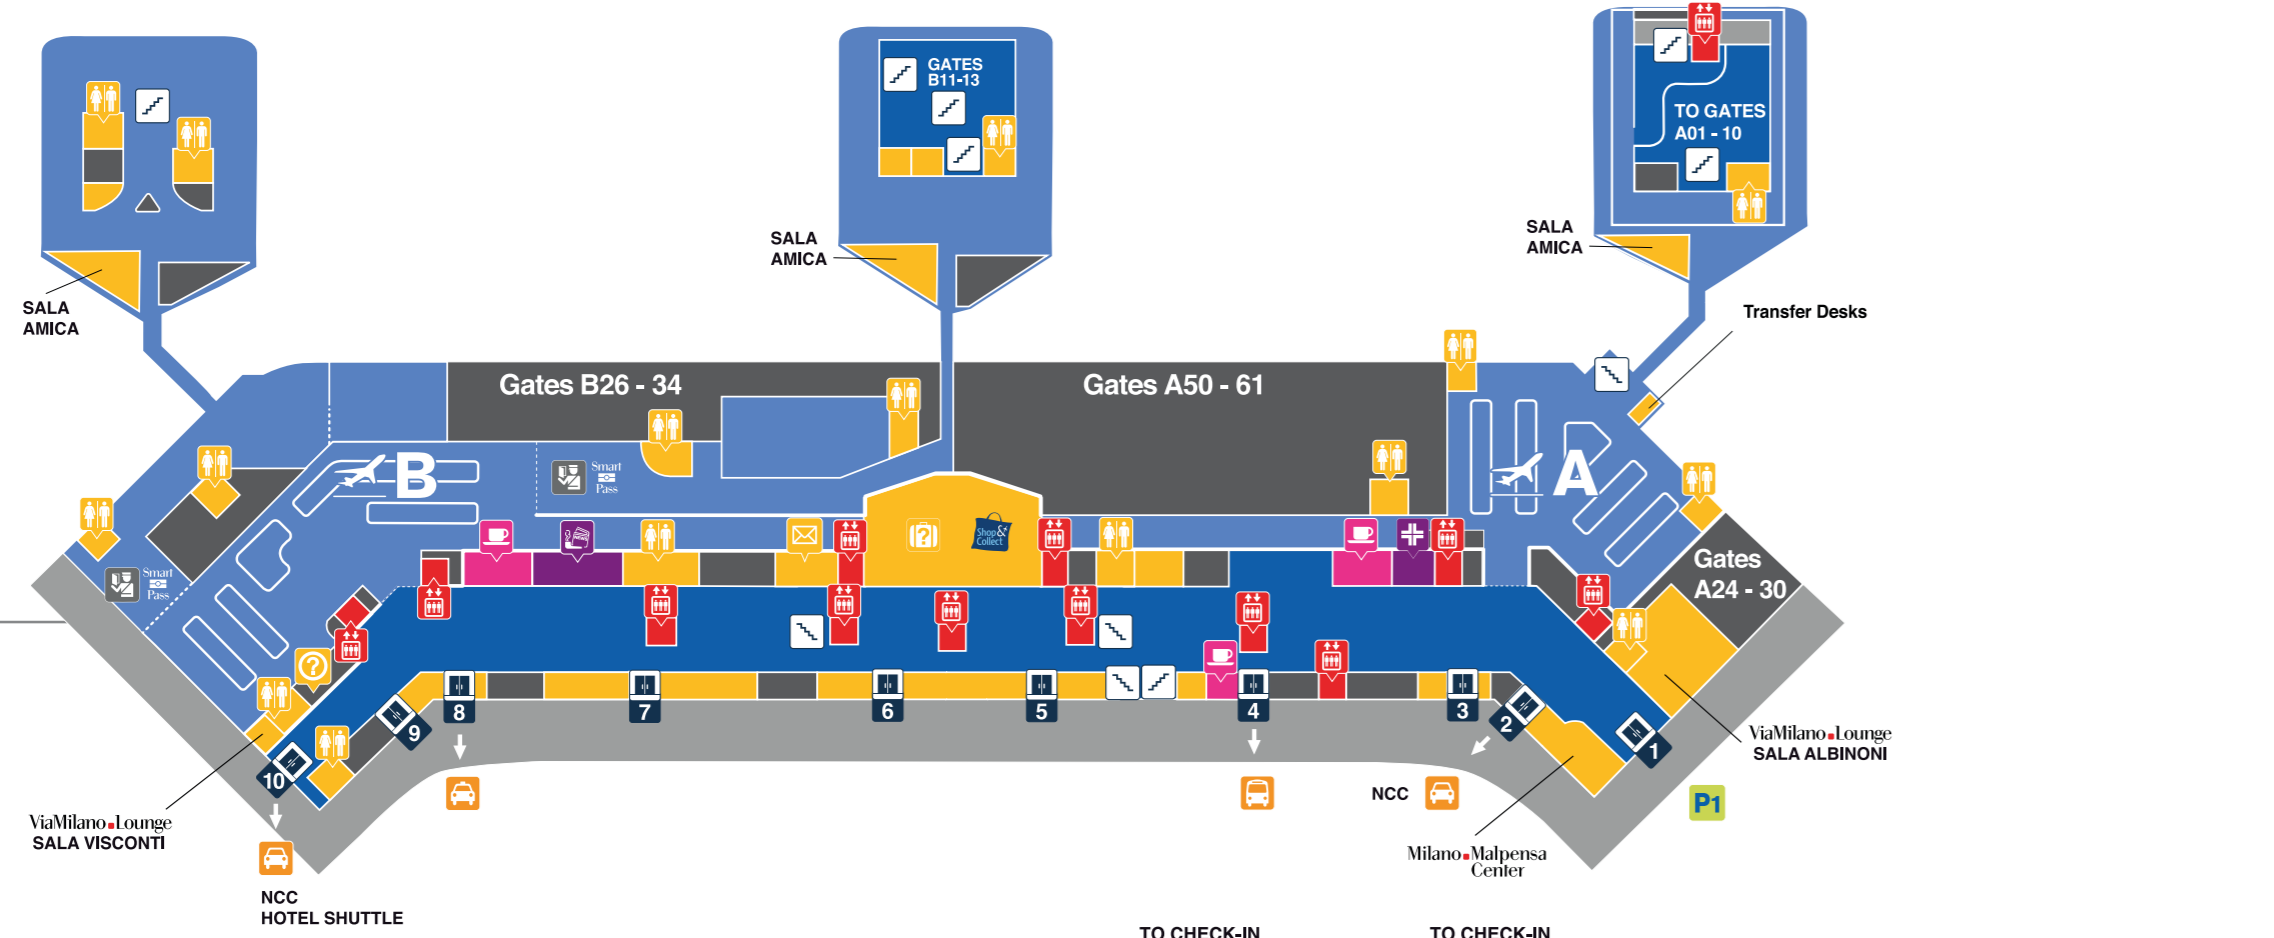 GATES
B11-13
TO GATES
A01 - 10
SALA
AMICA
SALA
AMICA
SALA
AMICA
Transfer Desks
Gates B26 - 34
Gates A50 - 61
B
A
Smart
Pass
Smart
Pass
Shop&
Collect
Gates
A24 - 30
?
8
7
6
5
4
3
2
1
9
10
ViaMilano Lounge
SALA ALBINONI
NCC
P1
ViaMilano Lounge
SALA VISCONTI
Milano Malpensa
Center
NCC
HOTEL SHUTTLE
TO CHECK-IN
TO CHECK-IN